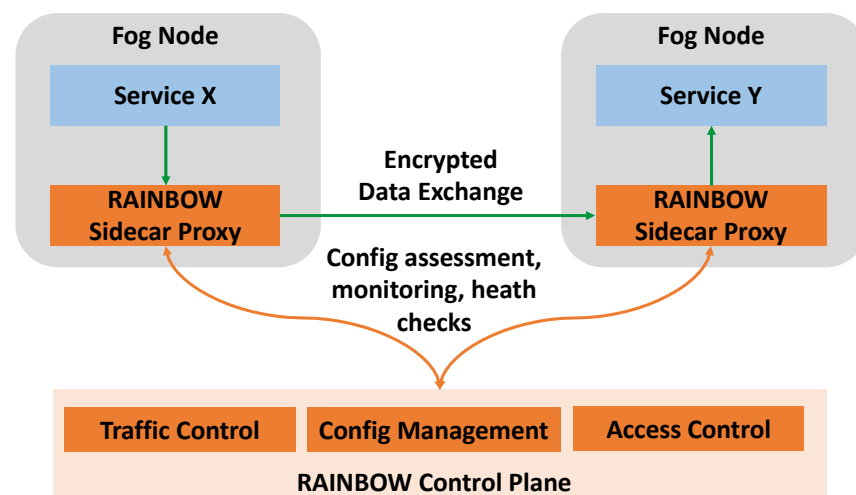 Fog Node
Fog Node
Service X
Service Y
Encrypted
Data Exchange
RAINBOW
Sidecar Proxy
RAINBOW
Sidecar Proxy
Config assessment,
monitoring, heath
checks
Traffic Control
Config Management
Access Control
RAINBOW Control Plane